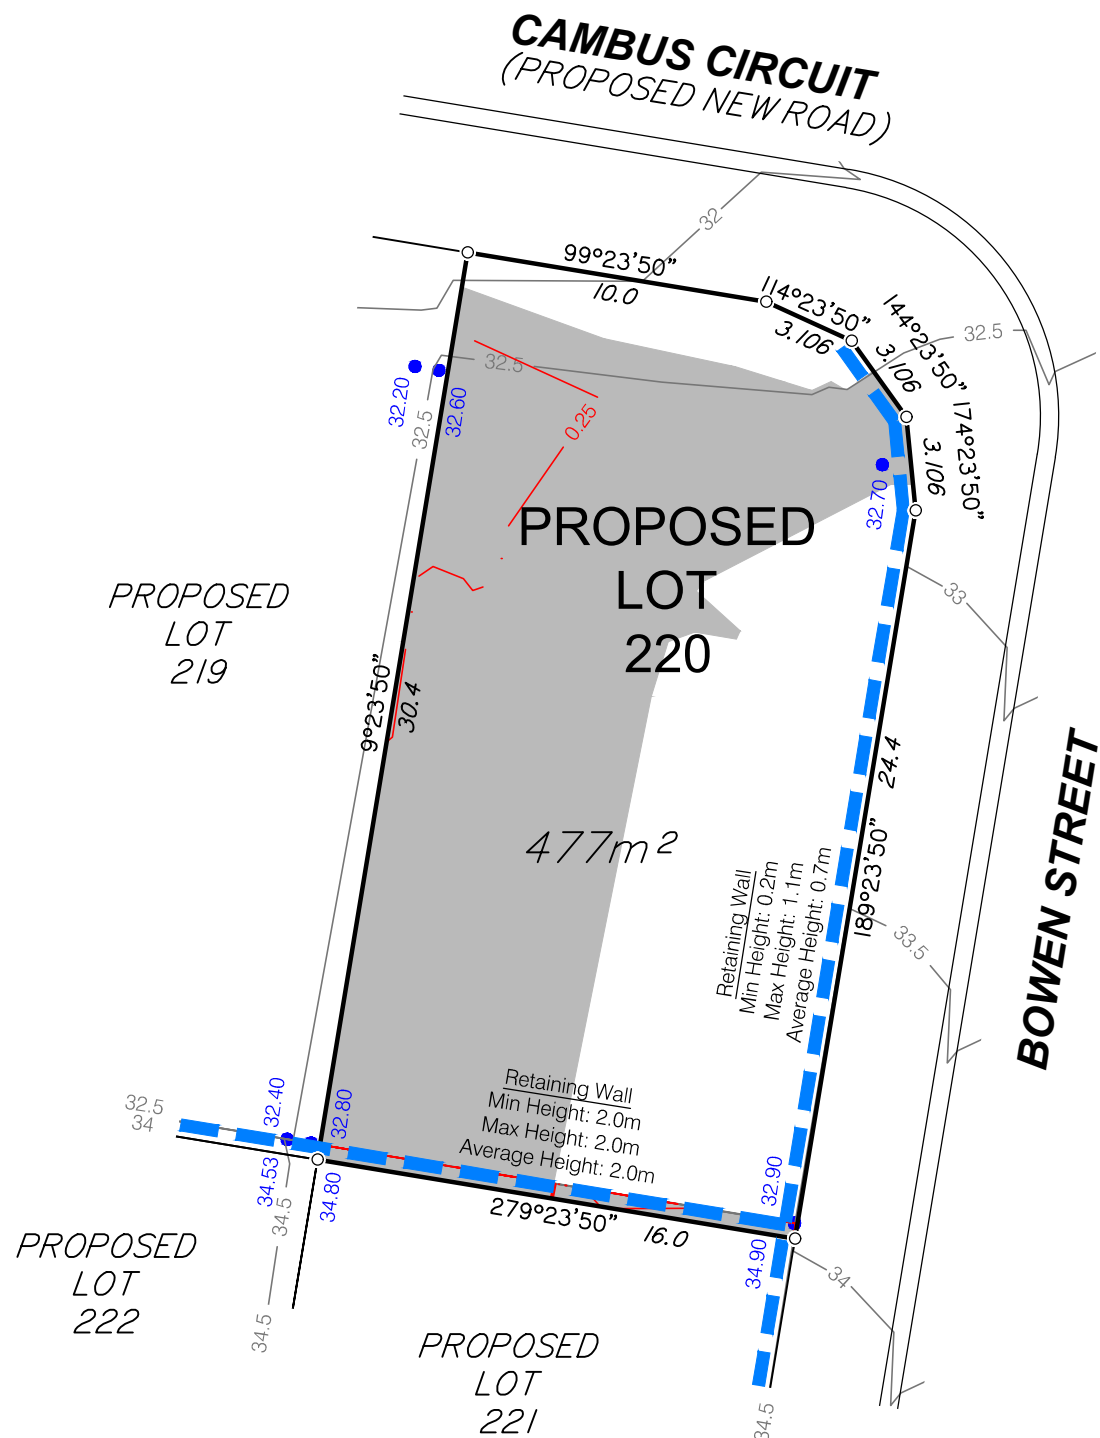 CAMBUS CIRCUIT
(PROPOSED NEW ROAD)
32
99°23'50"
10.0
114°23'50"
3.106
144°23'50"
3.106
32.5
174°23'50"
3.106
32.5
32.20
32.5
32.60
0.25
32.70
PROPOSED
LOT
220
33
PROPOSED
LOT
219
9°23'50"
30.4
24.4
189°23'50"
BOWEN STREET
477m²
Retaining Wall
Min Height: 0.2m
Max Height: 1.1m
Average Height: 0.7m
33.5
Retaining Wall
Min Height: 2.0m
Max Height: 2.0m
Average Height: 2.0m
32.5
34
32.40
32.80
34.53
34.5
34.80
32.90
34.90
279°23'50"
16.0
34
PROPOSED
LOT
222
34.5
PROPOSED
LOT
221
34.5